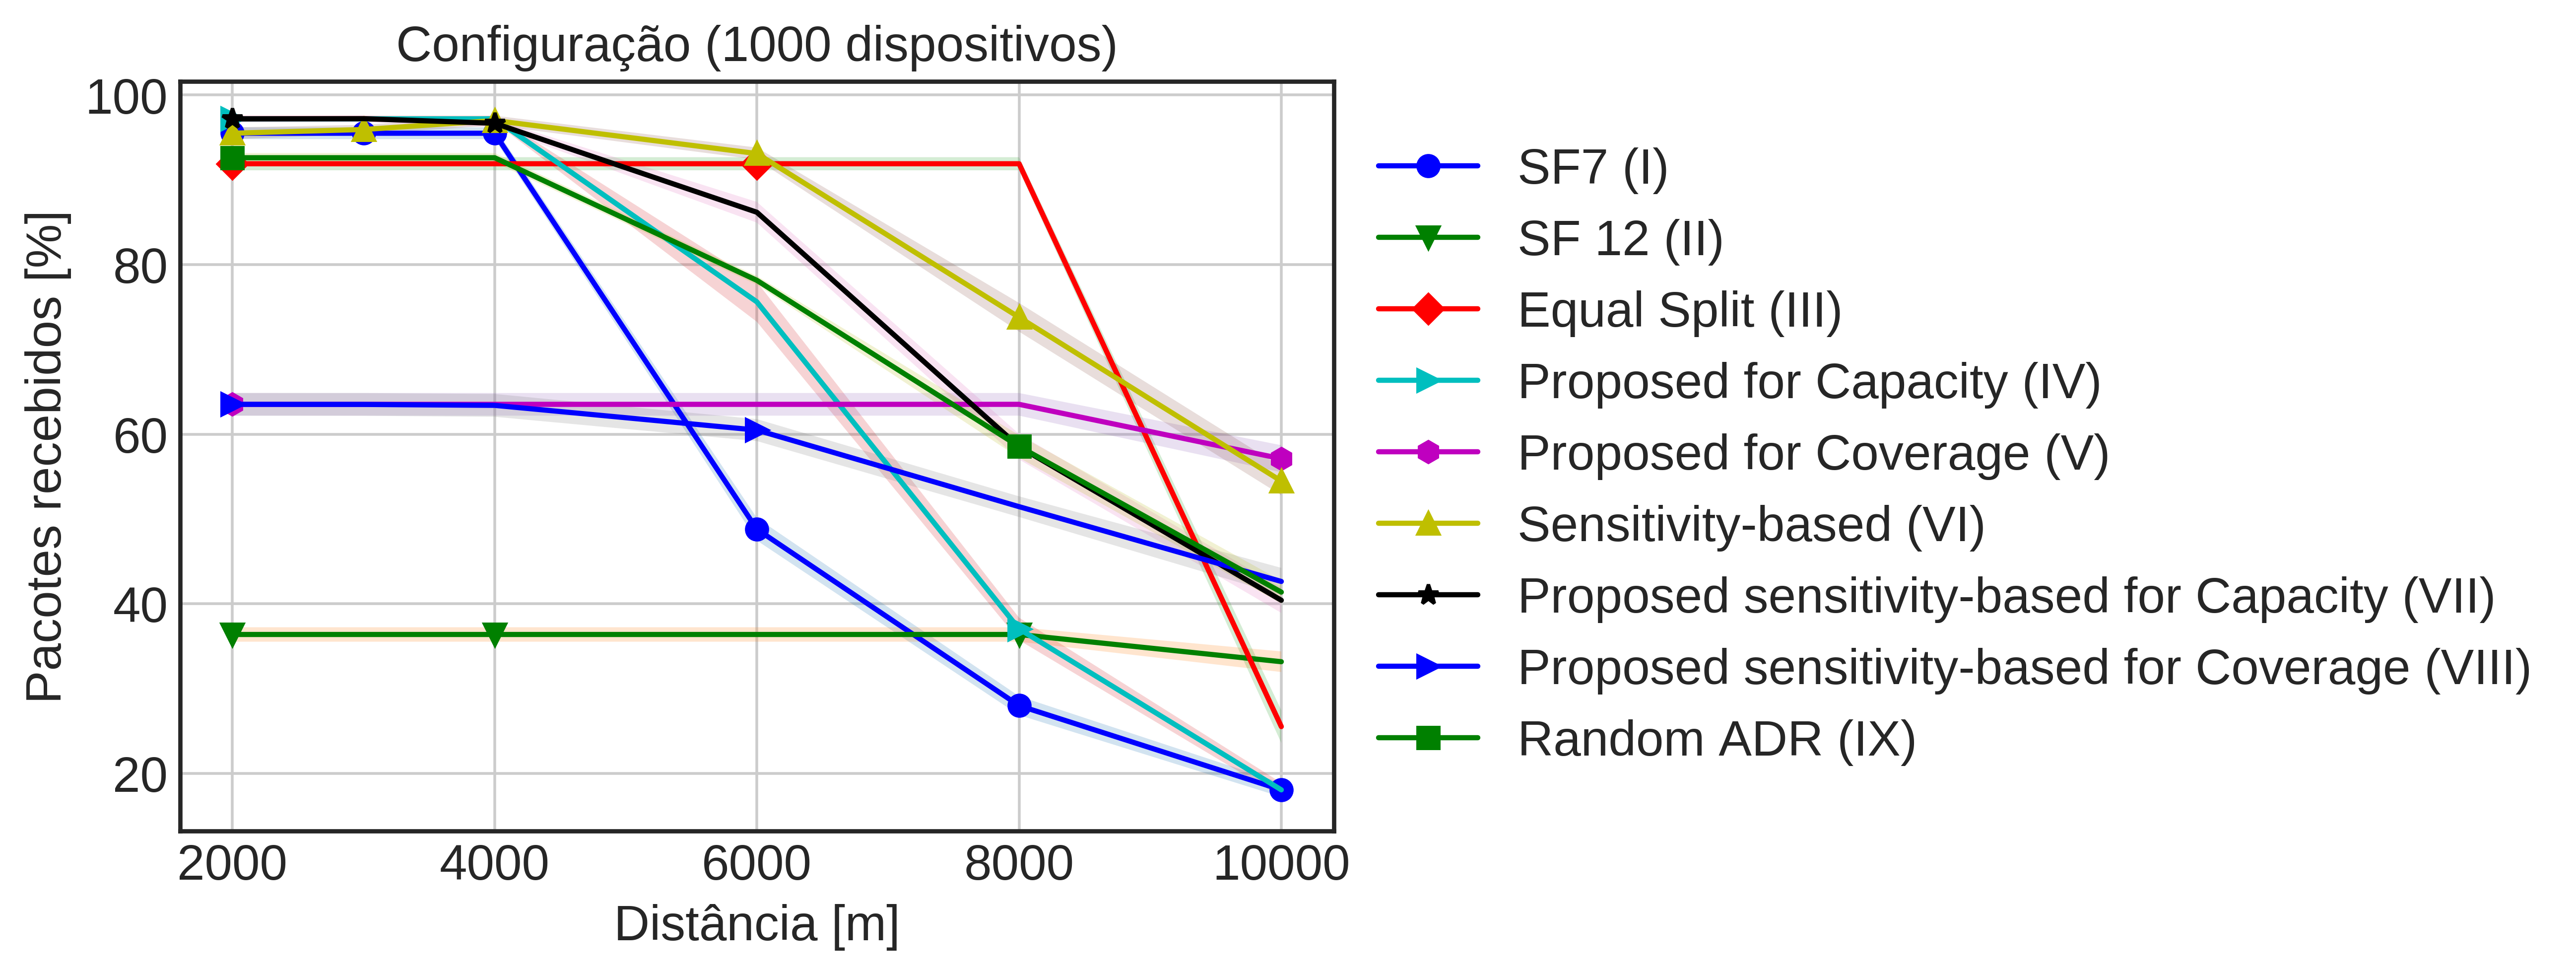 Configuração (1000 dispositivos)
Pacotes recebidos [%]
100
80
60
40
20
2000 4000 6000 8000 10000
Distância [m]
SF7 (I)
SF 12 (II)
Equal Split (III)
Proposed for Capacity (IV)
Proposed for Coverage (V)
Sensitivity-based (VI)
Proposed sensitivity-based for Capacity (VII)
Proposed sensitivity-based for Coverage (VIII)
Random ADR (IX)